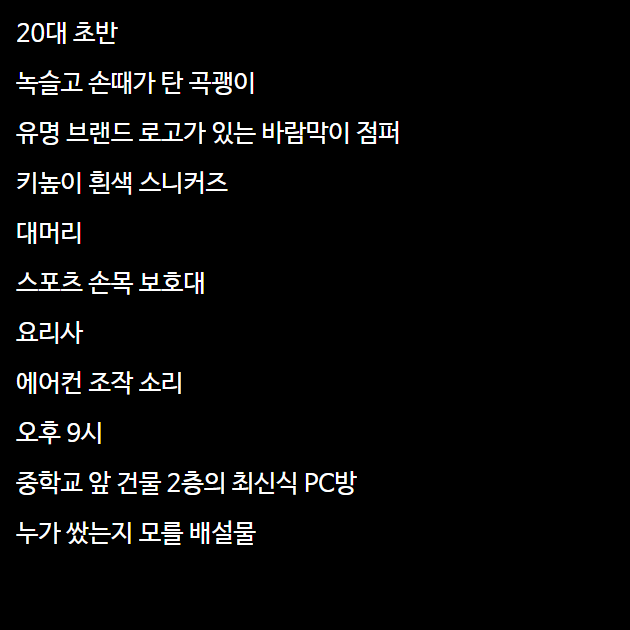 20대 초반
녹슬고 손때가 탄 곡괭이
유명 브랜드 로고가 있는 바람막이 점퍼
키높이 흰색 스니커즈
대머리
스포츠 손목 보호대
요리사
에어컨 조작 소리
오후 9시
중학교 앞 건물 2층의 최신식 PC방
누가 쌌는지 모를 배설물